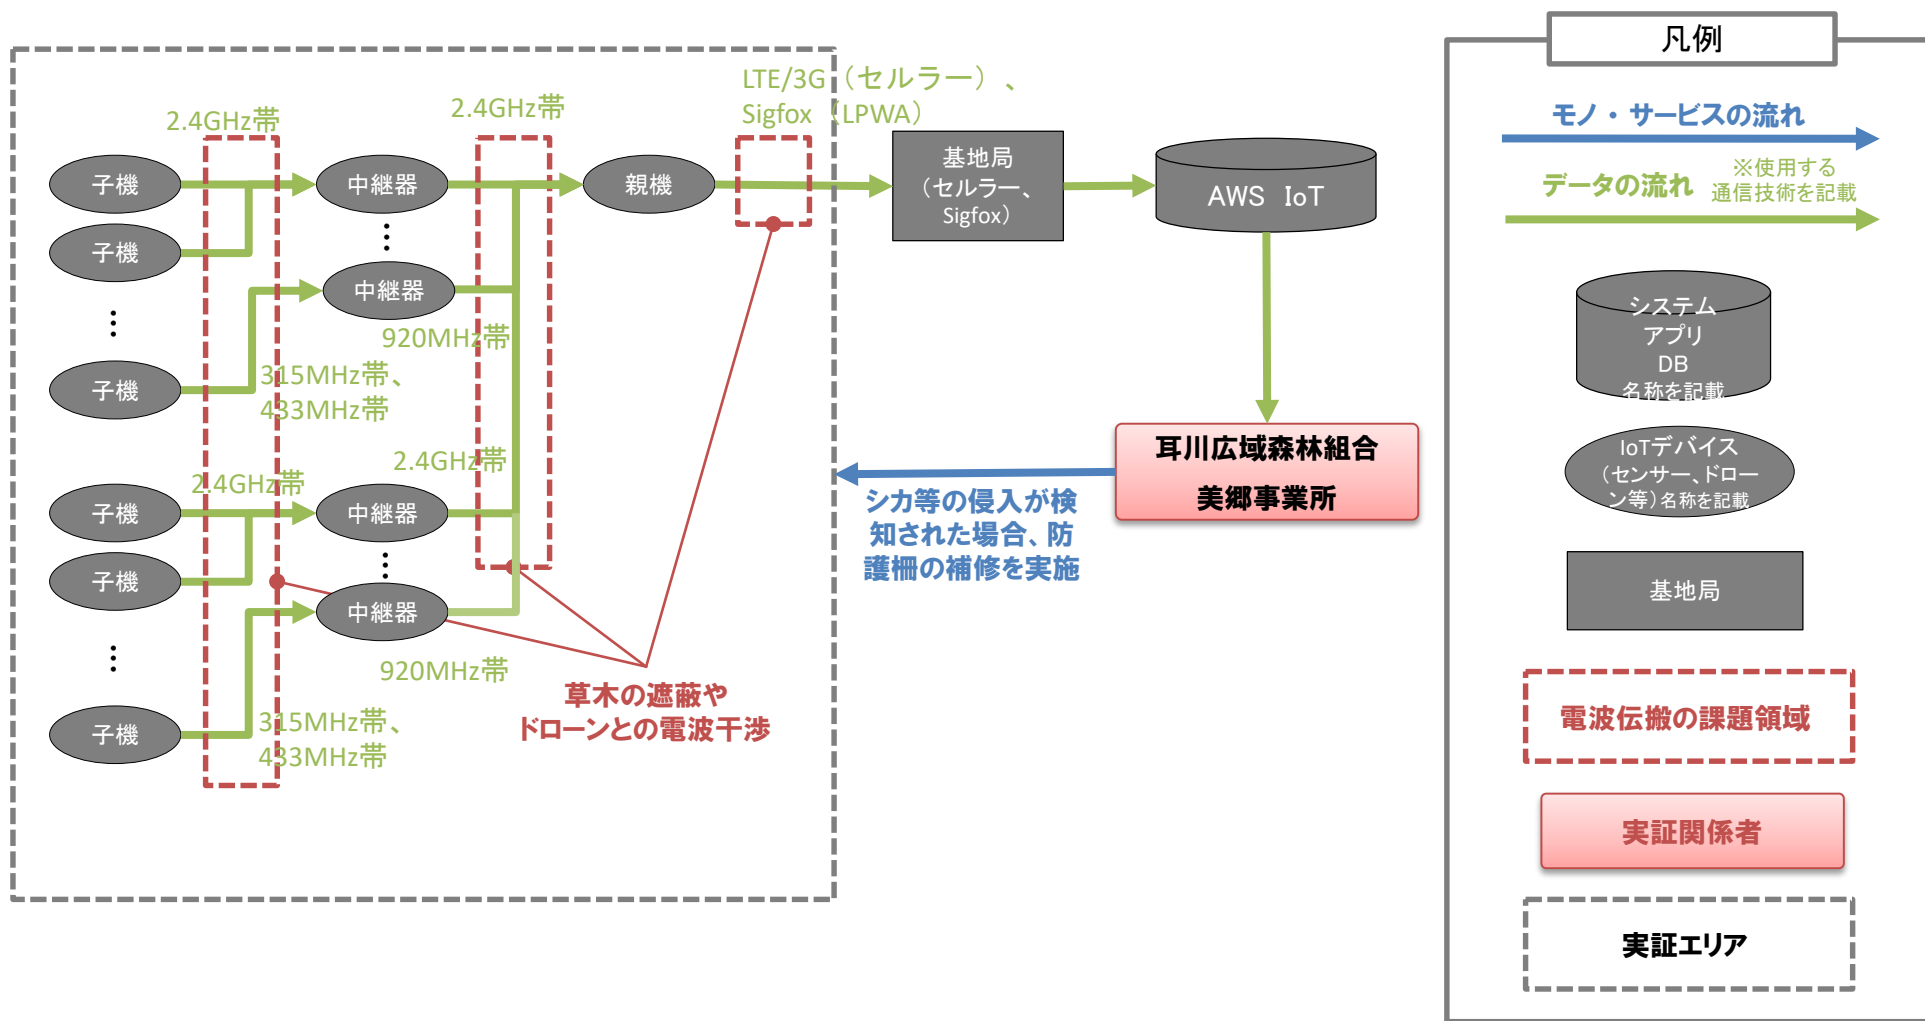 2.4GHz帯
2.4GHz帯
LTE/3G（セルラー）、
Sigfox（LPWA）
子機
中継器
親機
基地局
（セルラー、
Sigfox）
AWS IoT
子機
⋮
中継器
⋮
920MHz帯
子機
315MHz帯、
433MHz帯
2.4GHz帯
2.4GHz帯
子機
中継器
⋮
子機
中継器
⋮
920MHz帯
子機
315MHz帯、
433MHz帯
草木の遮蔽や
ドローンとの電波干渉
耳川広域森林組合
美郷事業所
シカ等の侵入が検
知された場合、防
護柵の補修を実施
凡例
モノ・サービスの流れ
データの流れ
※使用する
通信技術を記載
システム
アプリ
DB
名称を記載
IoTデバイス
（センサー、ドロー
ン等）名称を記載
基地局
電波伝搬の課題領域
実証関係者
実証エリア